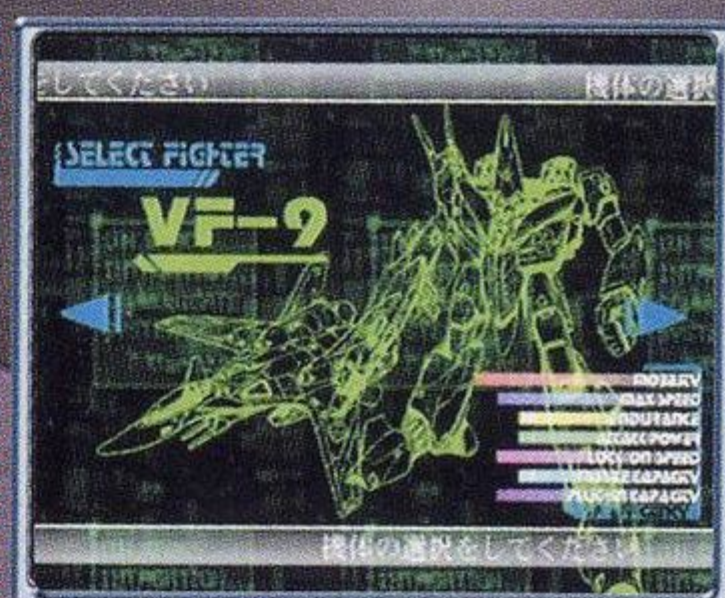 をしてください 機体の選択
SELECT FIGHTER
VF-9
MAX SPEED
ENDURANCE
ATTACK POWER
LOCK ON SPEED
機体の選択をしてください